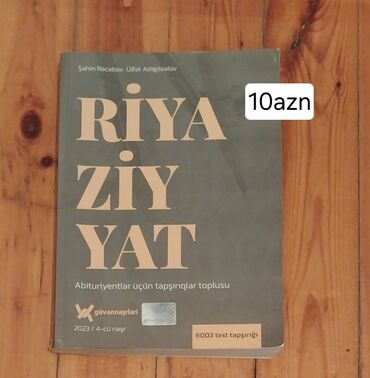 Şahin Rəcəbov, Ülfət Adıgözəlov
10azn
RİYA
ZİY
YAT
Abituriyentlər üçün tapşırıqlar toplusu
güvənnəşrləri
2023 / 4-cü nəşr
6003 test tapşırığı